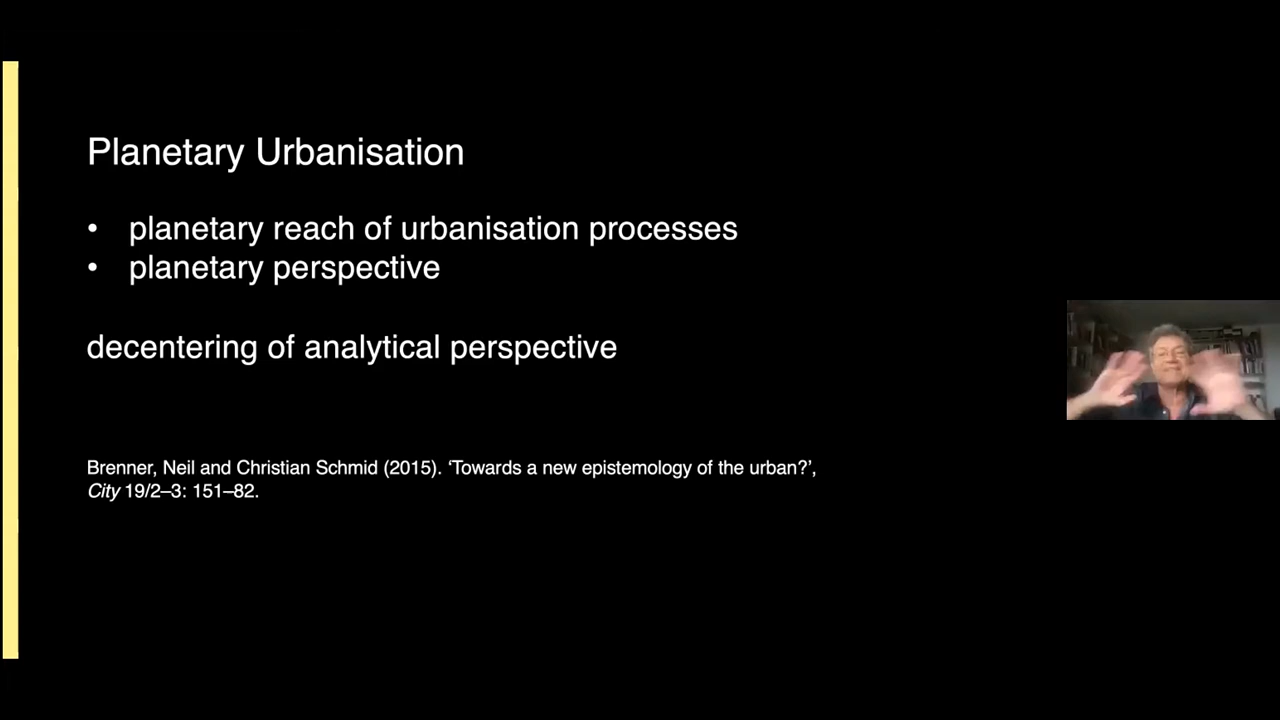 Planetary Urbanisation
• planetary reach of urbanisation processes
• planetary perspective
decentering of analytical perspective
Brenner, Neil and Christian Schmid (2015). ‘Towards a new epistemology of the urban?’,
City 19/2–3: 151–82.